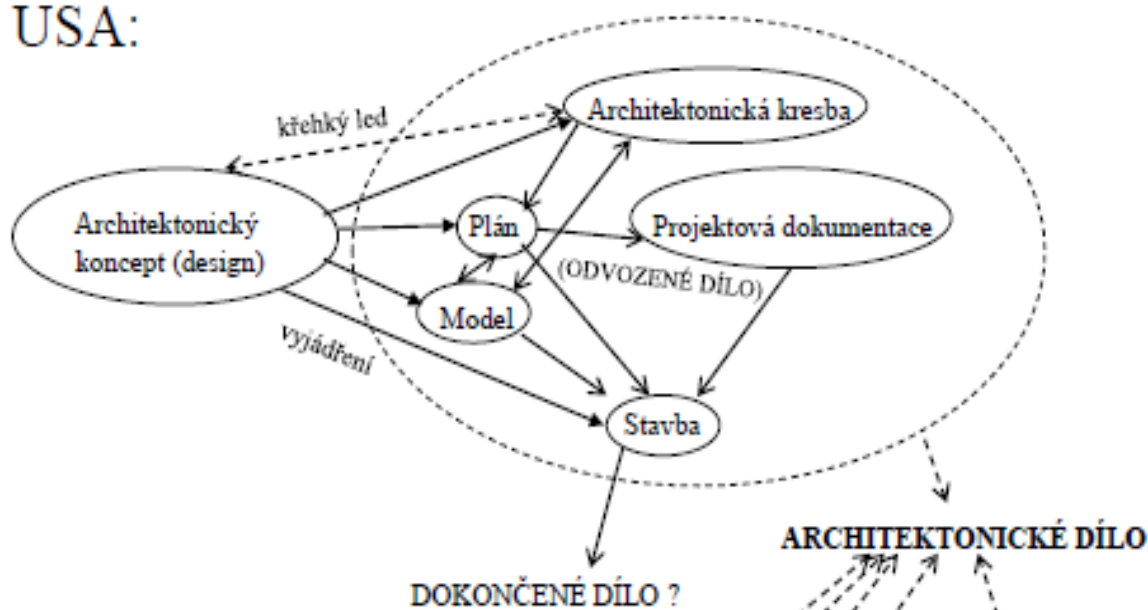 USA:
křehký led
Architektonická kresba
Architektonický
koncept (design)
Plán
Projektová dokumentace
(ODVOZENÉ DÍLO)
Model
vyjádření
Stavba
ARCHITEKTONICKÉ DÍLO
DOKONČENÉ DÍLO ?